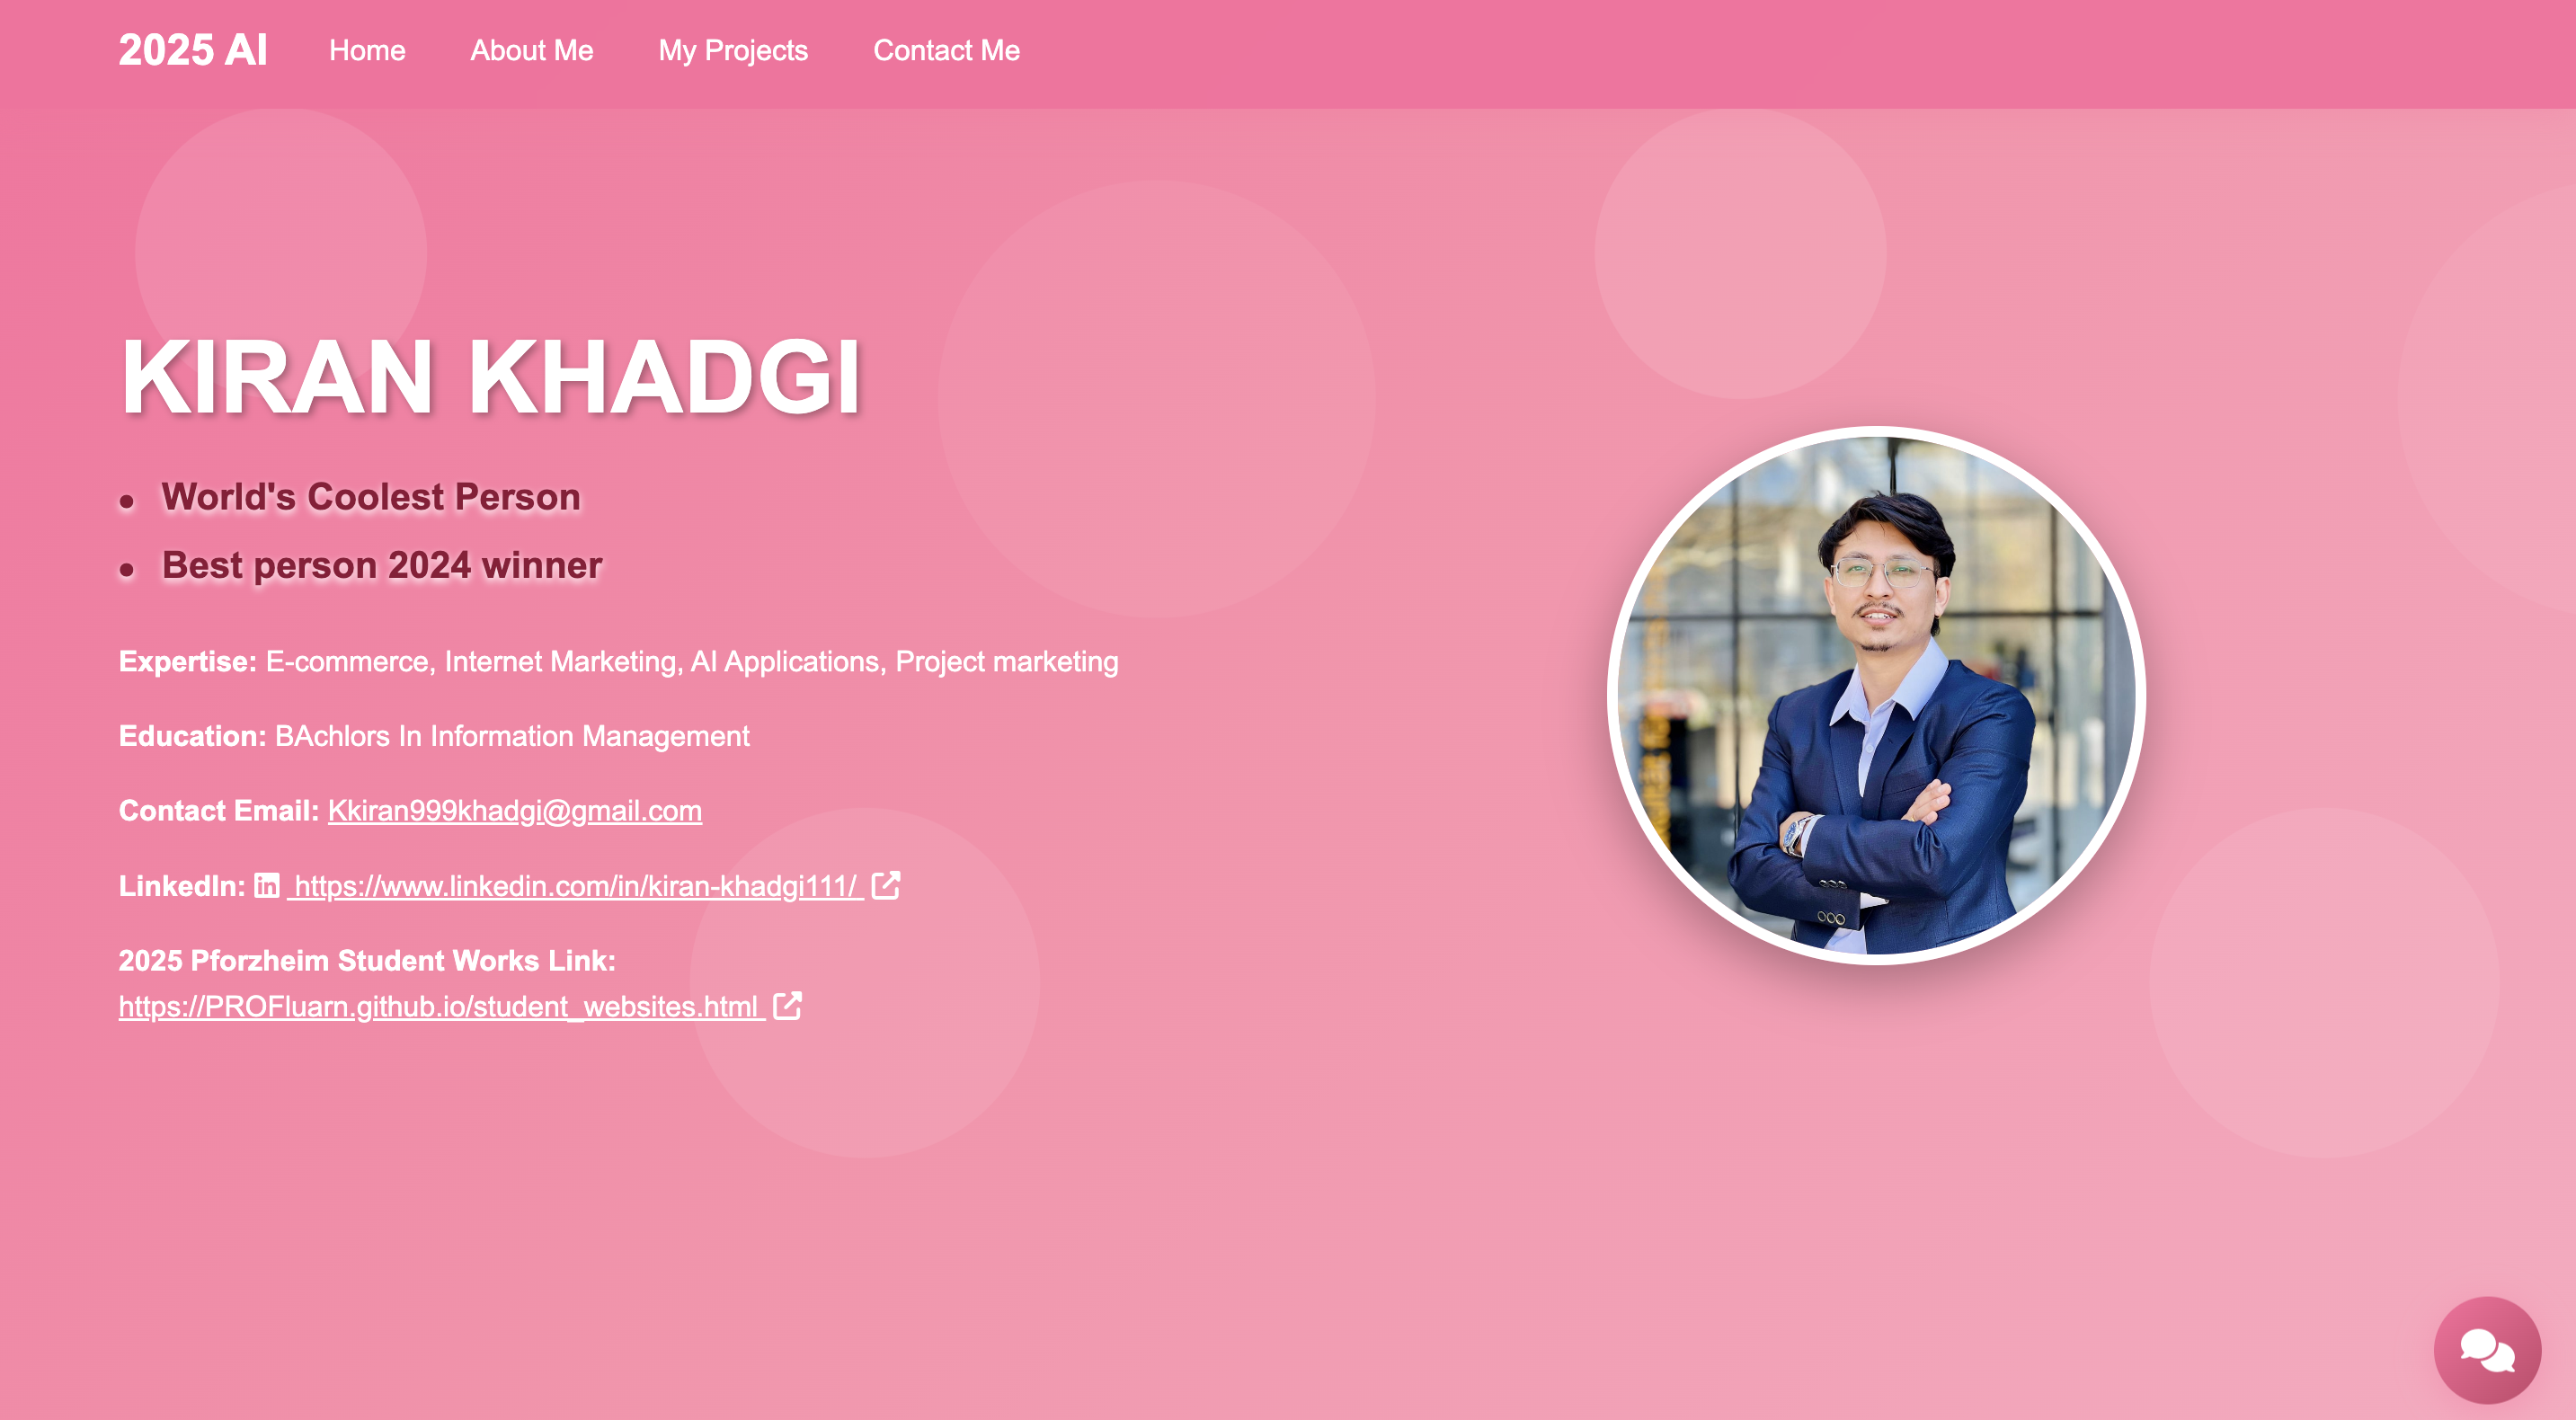 2025 AI Home About Me My Projects Contact Me
KIRAN KHADGI
• World's Coolest Person
• Best person 2024 winner
Expertise: E-commerce, Internet Marketing, AI Applications, Project marketing
Education: BAchlors In Information Management
Contact Email: Kkiran999khadgi@gmail.com
LinkedIn: in https://www.linkedin.com/in/kiran-khadgi111/
2025 Pforzheim Student Works Link:
https://PROFluarn.github.io/student_websites.html